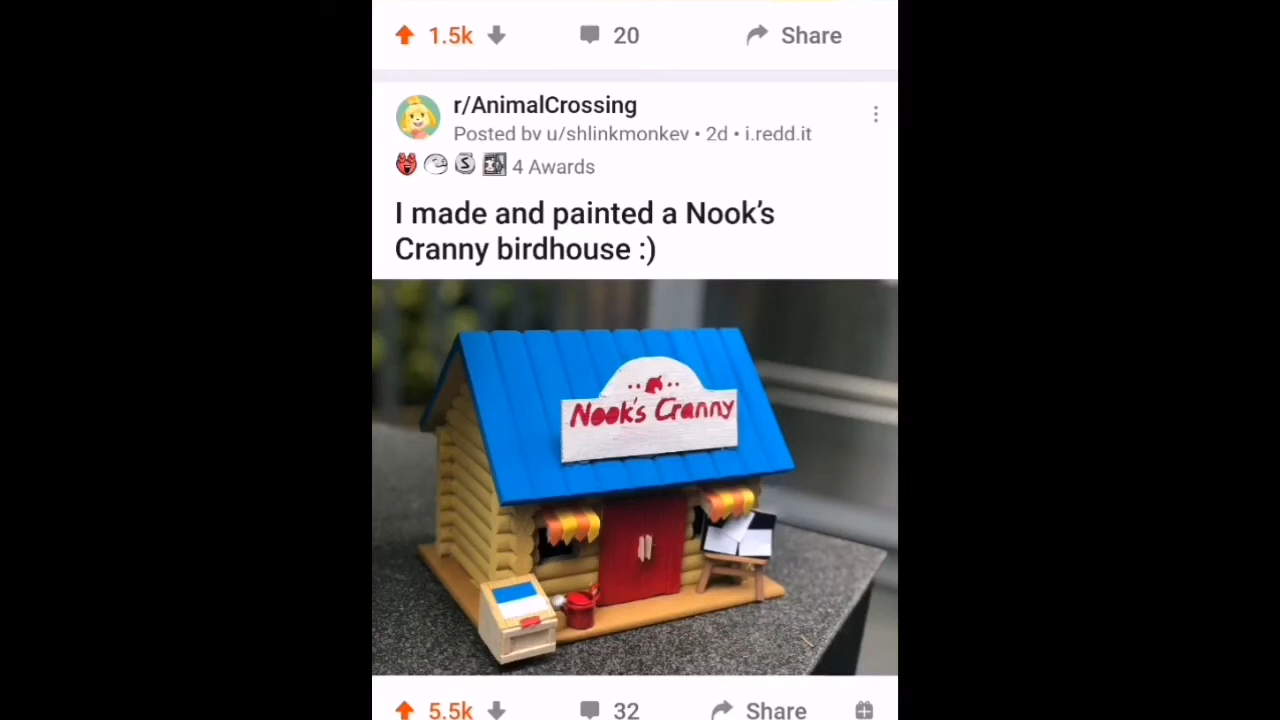 1.5k 20 Share
r/AnimalCrossing
Posted by u/shlinkmonkey • 2d • i.redd.it
4 Awards
I made and painted a Nook’s
Cranny birdhouse :)
Nook's Cranny
5.5k 32 Share